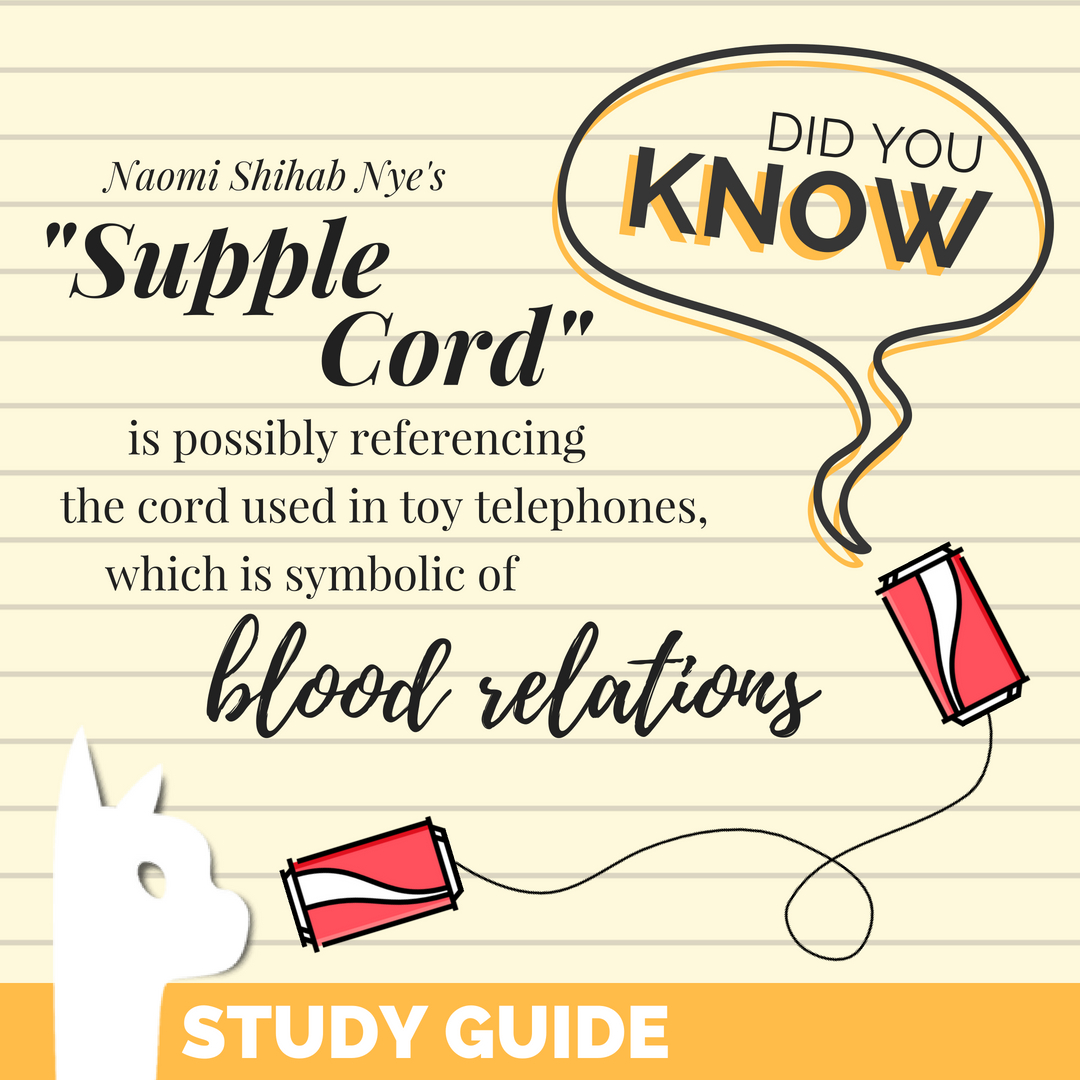 DID YOU
KNOW
Naomi Shihab Nye's
"Supple
Cord"
is possibly referencing
the cord used in toy telephones,
which is symbolic of
blood relations
STUDY GUIDE